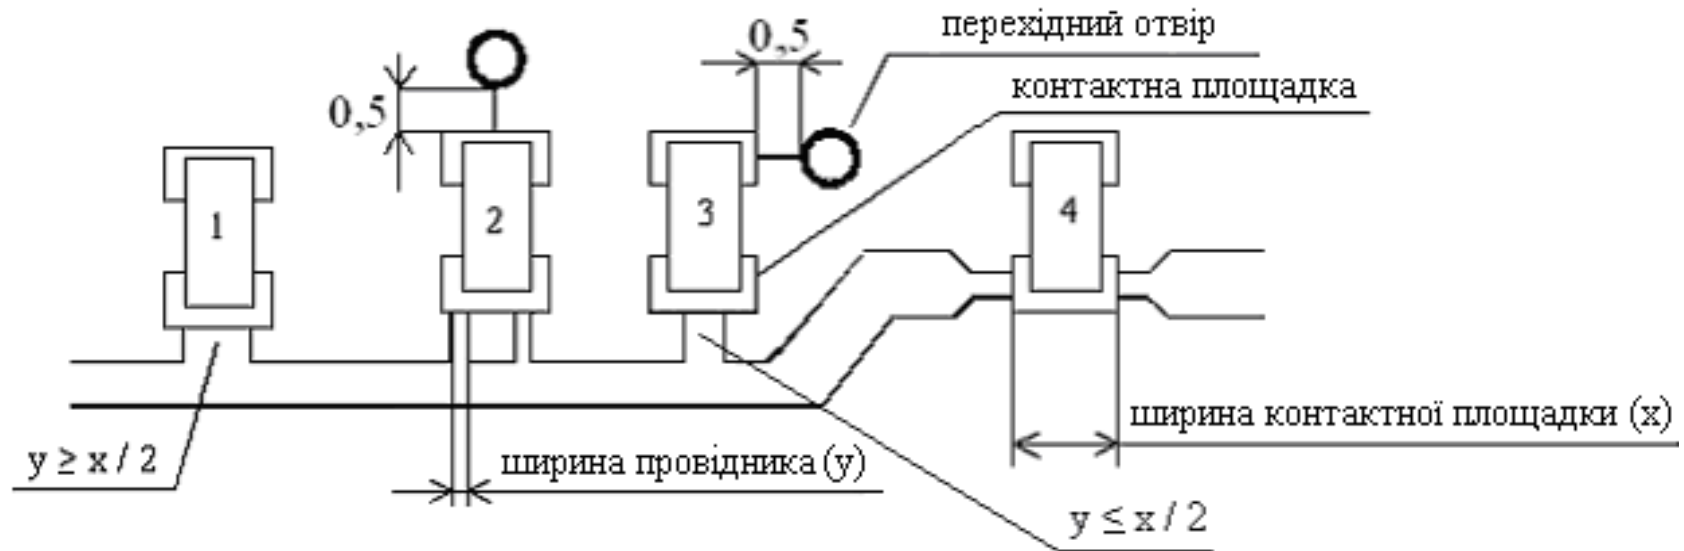 перехідний отвір
0,5
контактна площадка
0,5
1
2
3
4
ширина контактної площадки (х)
y ≥ x / 2
ширина провідника (у)
y ≤ x / 2